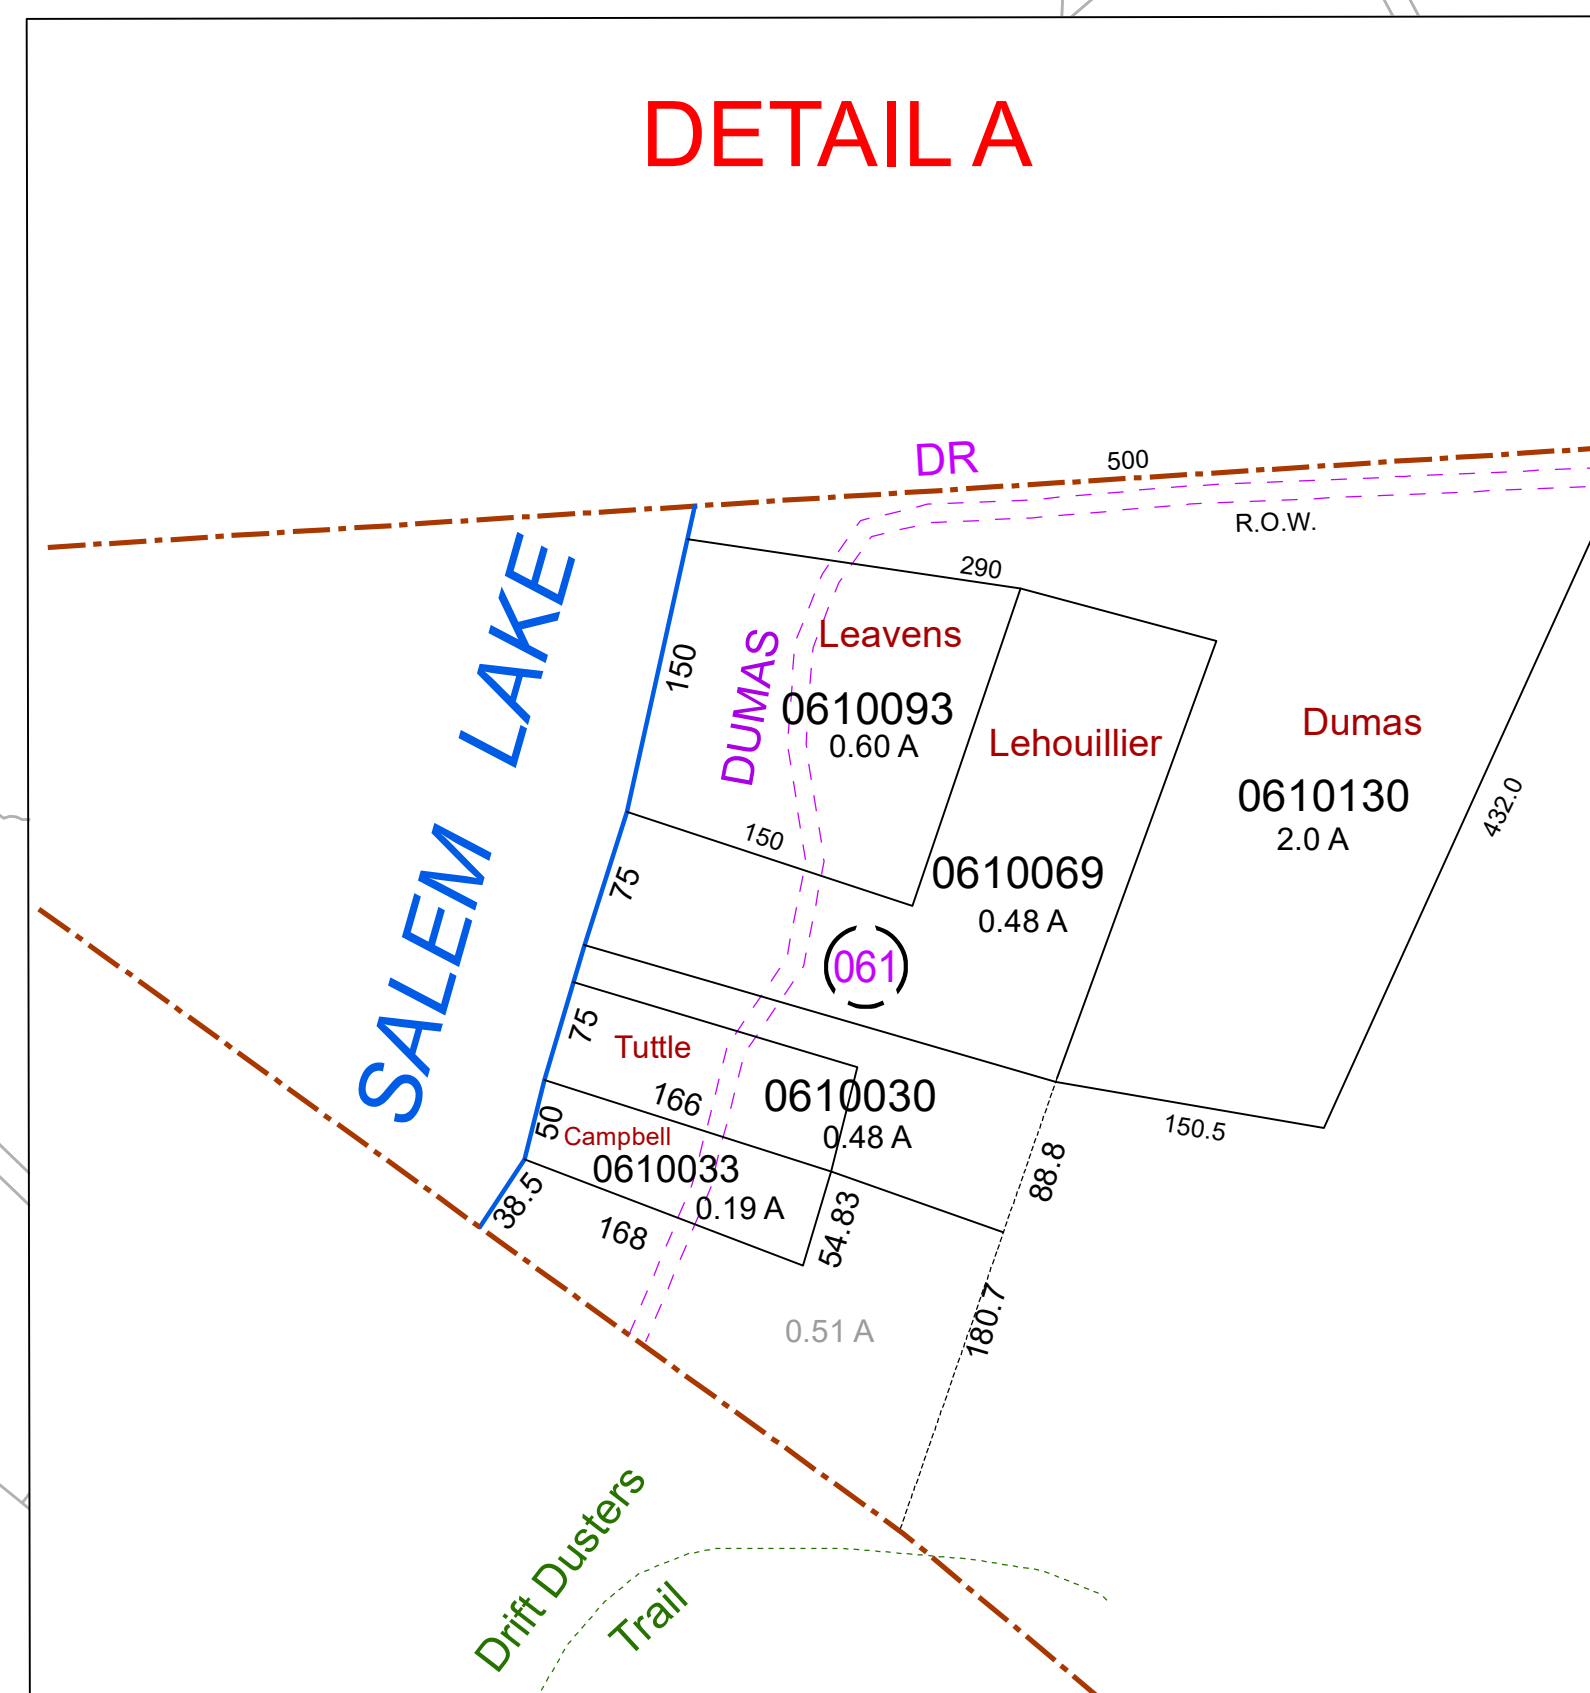 DETAIL A
DR
500
R.O.W.
290
SALEM LAKE
150
DUMAS
Leavens
0610093
0.60 A
Lehouillier
Dumas
0610130
2.0 A
432.0
150
75
0610069
0.48 A
061
75
Tuttle
166
0610030
0.48 A
50
Campbell
0610033
0.19 A
150.5
88.8
38.5
168
54.83
180.7
0.51 A
Drift Dusters
Trail